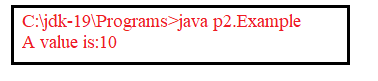 C:\jdk-19\Programs>java p2.Example
A value is:10